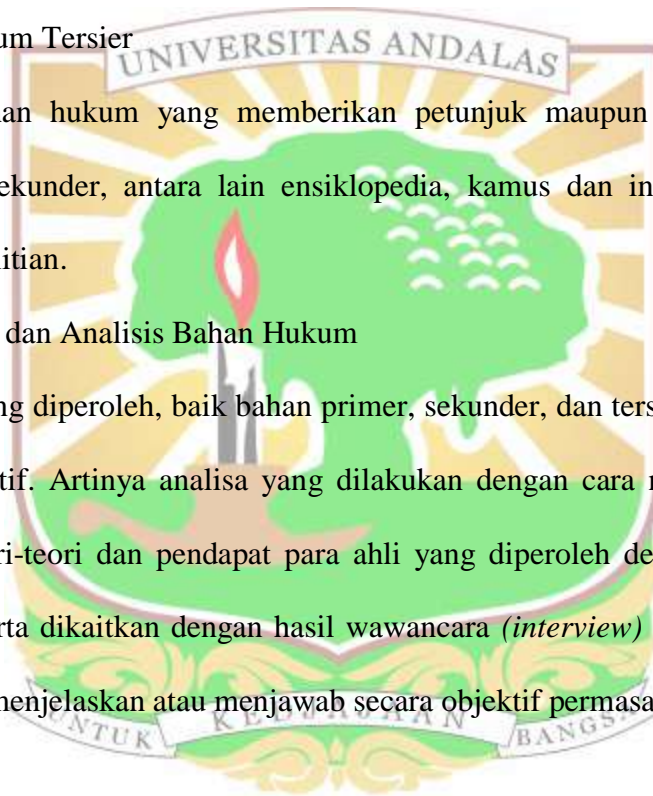 um Tersier
UNIVERSITAS ANDALAS
an hukum yang memberikan petunjuk maupun
ekunder, antara lain ensiklopedia, kamus dan in
itian.
dan Analisis Bahan Hukum
ng diperoleh, baik bahan primer, sekunder, dan ters
tif. Artinya analisa yang dilakukan dengan cara
ri-teori dan pendapat para ahli yang diperoleh de
rta dikaitkan dengan hasil wawancara (interview)
menjelaskan atau menjawab secara objektif permasa
UNTUK KEDJAJAAN BANGSA